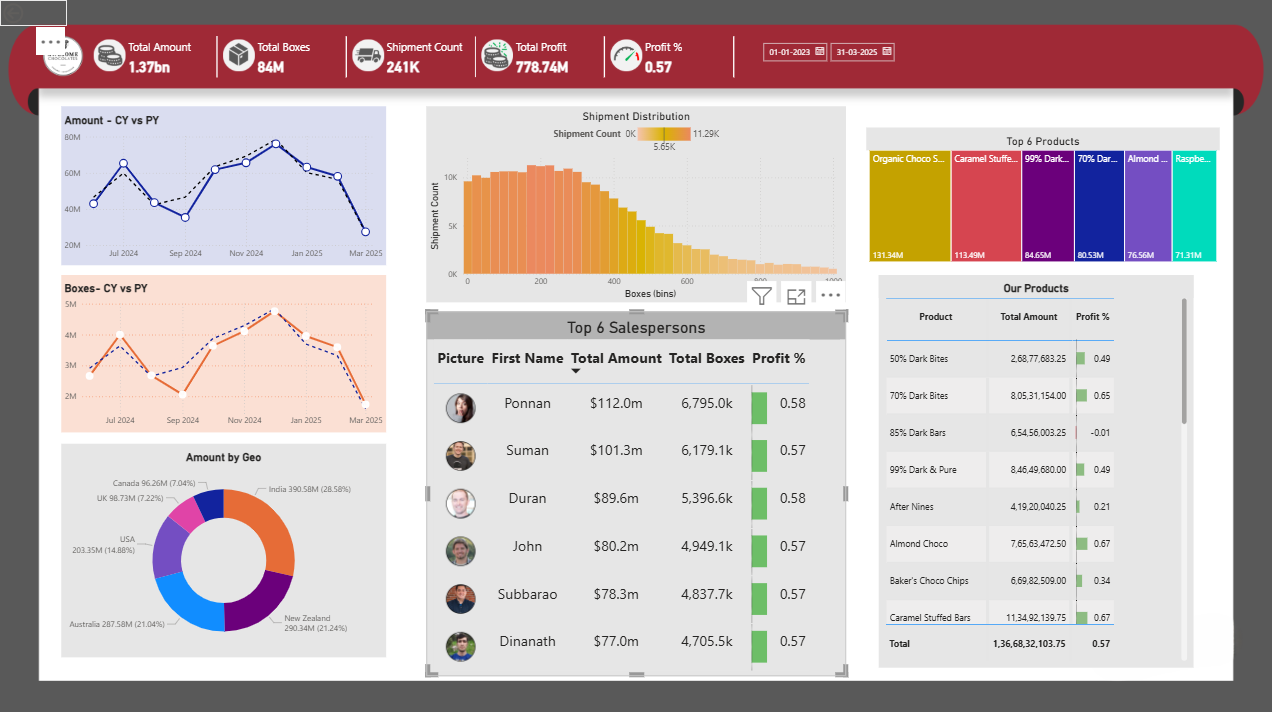 CHOCOLATES
Total Amount
1.37bn
Total Boxes
84M
Shipment Count
241K
Total Profit
778.74M
Profit %
0.57
01-01-2023
31-03-2025
Amount - CY vs PY
80M
60M
40M
20M
Jul 2024 Sep 2024 Nov 2024 Jan 2025 Mar 2025
Boxes- CY vs PY
5M
4M
3M
2M
Jul 2024 Sep 2024 Nov 2024 Jan 2025 Mar 2025
Amount by Geo
Canada 96.26M (7.04%)
UK 98.73M (7.22%)
India 390.58M (28.58%)
USA
203.35M (14.88%)
Australia 287.58M (21.04%)
New Zealand
290.34M (21.24%)
Shipment Distribution
Shipment Count 0K 11.29K
5.65K
Shipment Count
10K
5K
0K
0 200 400 600 800 1000
Boxes (bins)
Top 6 Salespersons
Picture First Name Total Amount Total Boxes Profit %
Ponnan $112.0m 6,795.0k 0.58
Suman $101.3m 6,179.1k 0.57
Duran $89.6m 5,396.6k 0.58
John $80.2m 4,949.1k 0.57
Subbarao $78.3m 4,837.7k 0.57
Dinanath $77.0m 4,705.5k 0.57
Top 6 Products
Organic Choco S... Caramel Stuffe... 99% Dark... 70% Dar... Almond ... Raspbe...
131.34M 113.49M 84.65M 80.53M 76.56M 71.31M
Our Products
Product Total Amount Profit %
50% Dark Bites 2,68,77,683.25 0.49
70% Dark Bites 8,05,31,154.00 0.65
85% Dark Bars 6,54,56,003.25 -0.01
99% Dark & Pure 8,46,49,680.00 0.49
After Nines 4,19,20,040.25 0.21
Almond Choco 7,65,63,472.50 0.67
Baker's Choco Chips 6,69,82,509.00 0.34
Caramel Stuffed Bars 11,34,92,139.75 0.67
Total 1,36,68,32,103.75 0.57